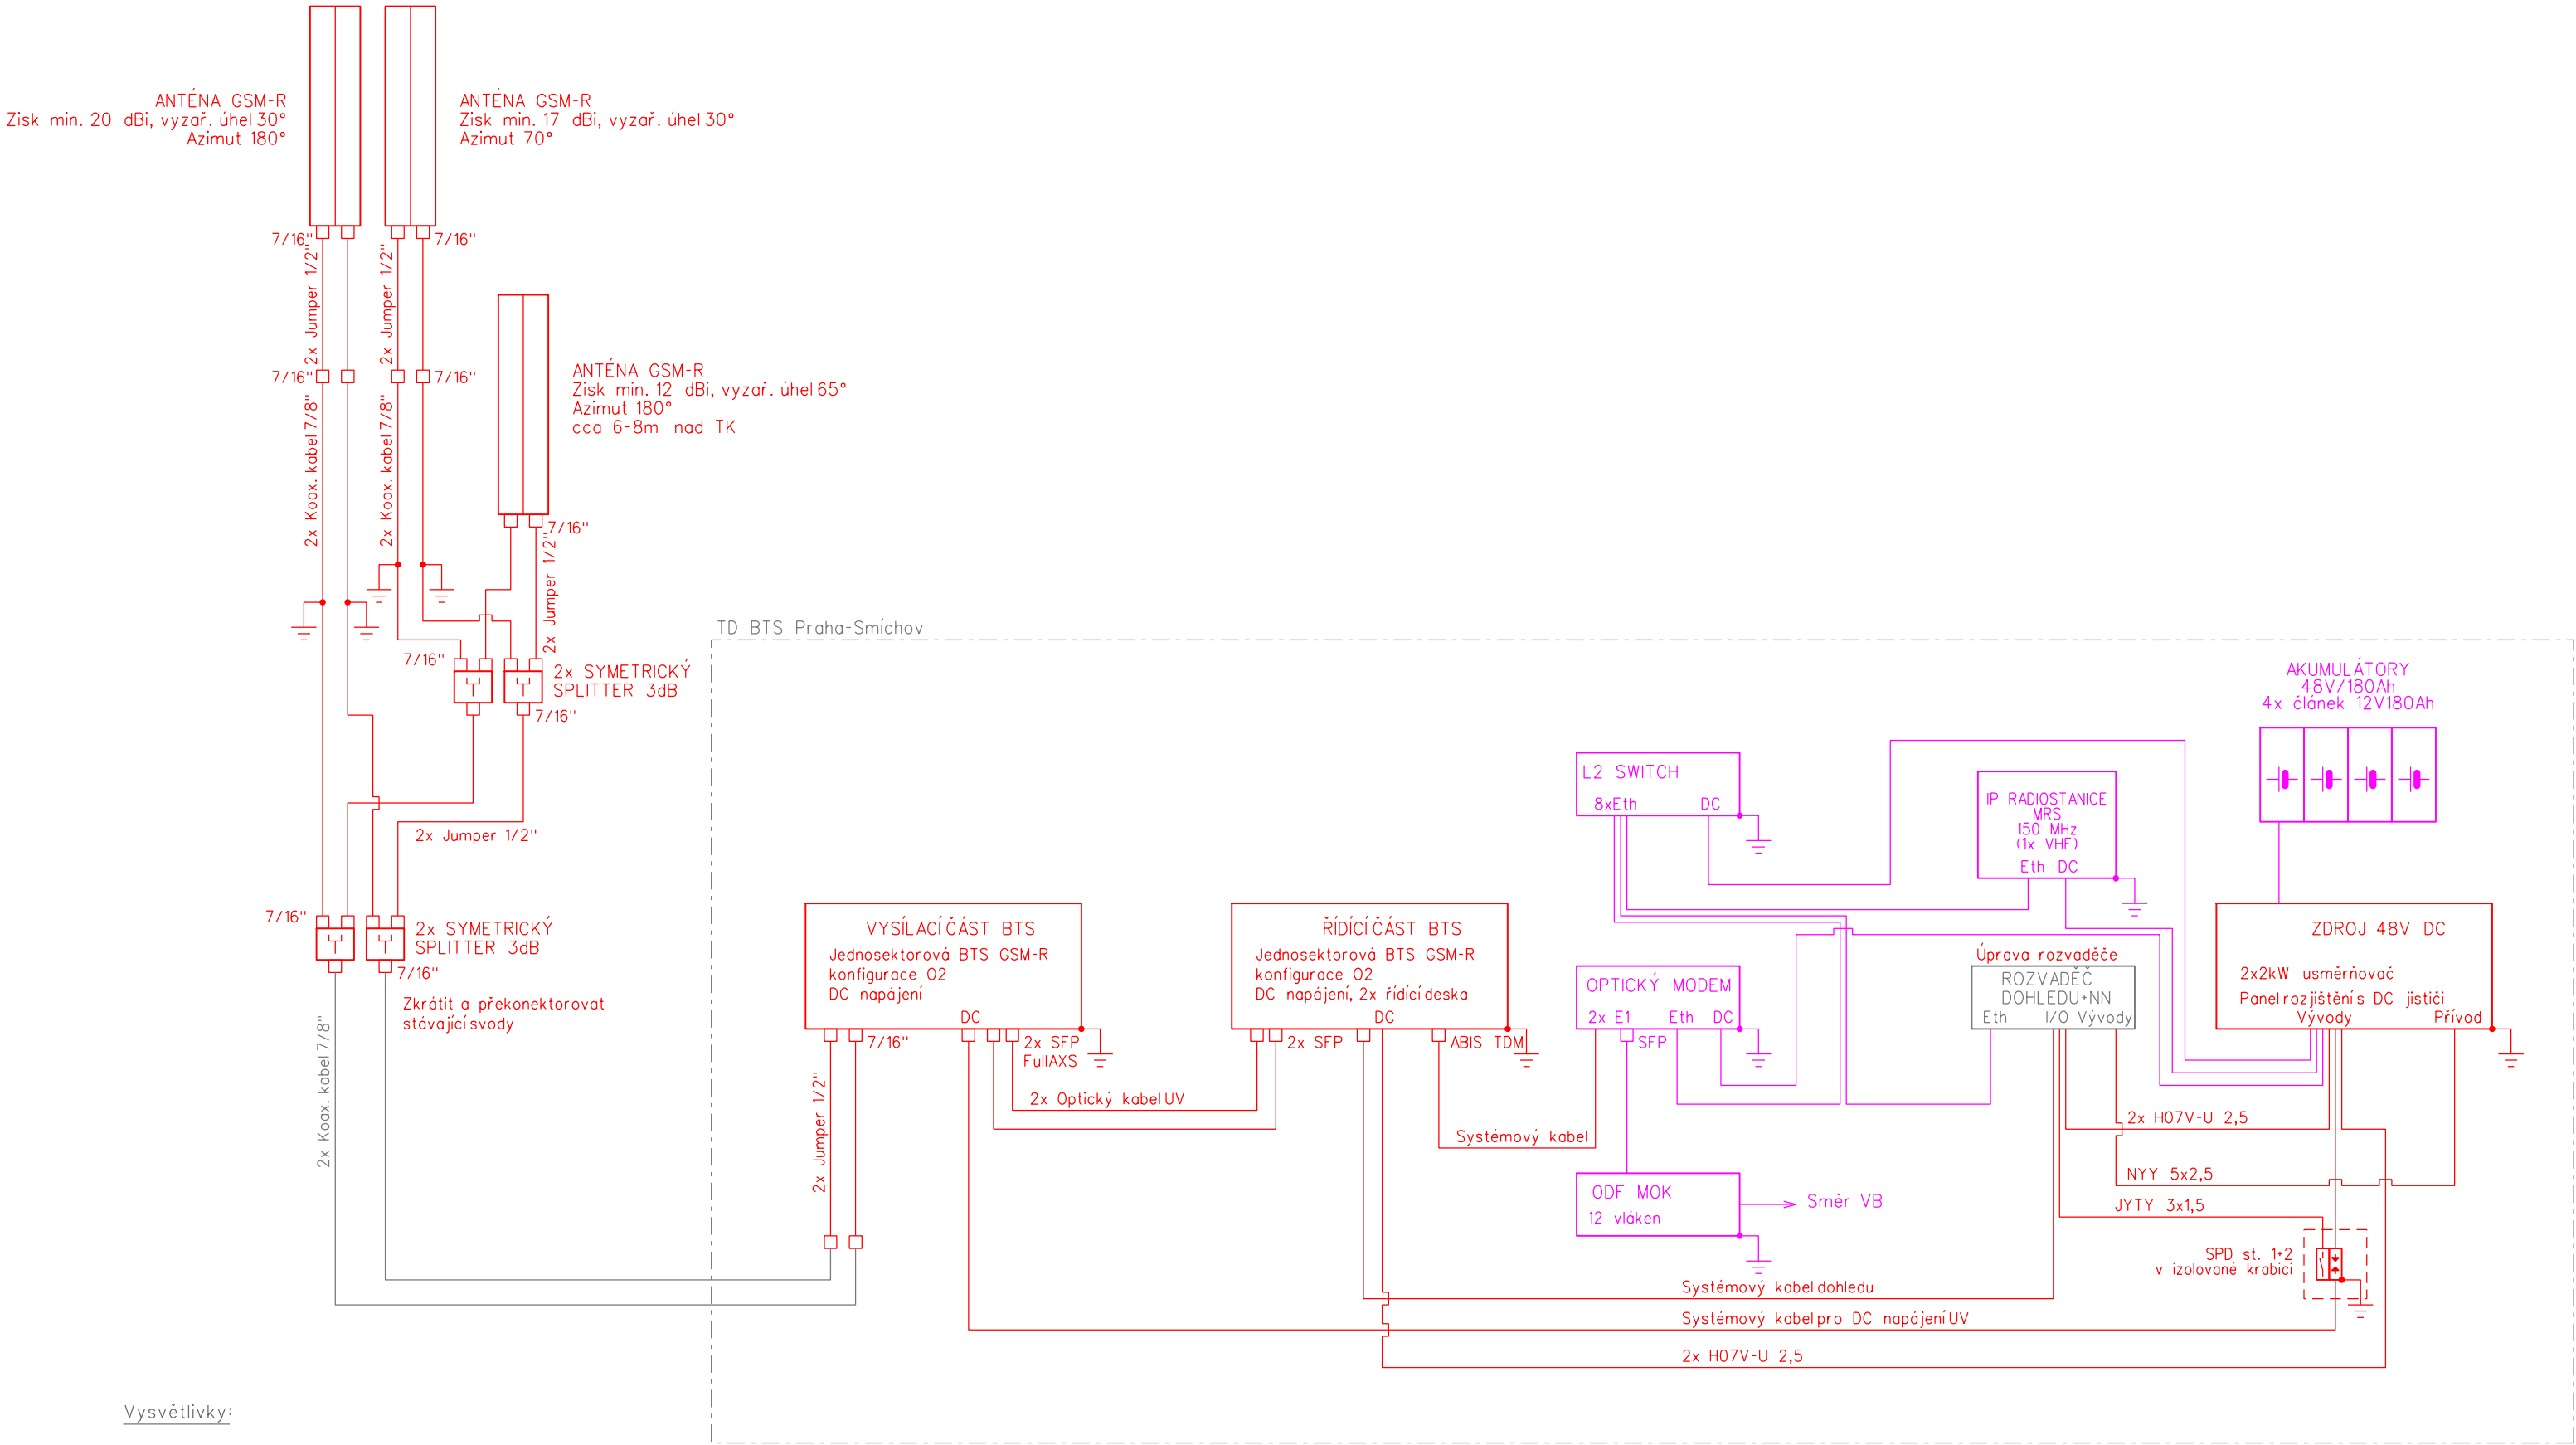 ANTÉNA GSM-R
Zisk min. 20 dBi, vyzař. úhel 30°
Azimut 180°
ANTÉNA GSM-R
Zisk min. 17 dBi, vyzař. úhel 30°
Azimut 70°
7/16"
7/16"
2x Jumper 1/2"
2x Jumper 1/2"
7/16"
7/16"
2x Koax. kabel 7/8"
2x Koax. kabel 7/8"
ANTÉNA GSM-R
Zisk min. 12 dBi, vyzař. úhel 65°
Azimut 180°
cca 6-8m nad TK
7/16"
2x Jumper 1/2"
7/16"
2x SYMETRICKÝ
SPLITTER 3dB
7/16"
2x Jumper 1/2"
7/16"
2x SYMETRICKÝ
SPLITTER 3dB
7/16"
Zkrátit a překonektorovat
stávající svody
2x Koax. kabel 7/8"
TD BTS Praha-Smíchov
VYSÍLACÍ ČÁST BTS
Jednosektorová BTS GSM-R
konfigurace O2
DC napájení
DC
7/16"
2x SFP
FullAXS
2x Jumper 1/2"
2x Optický kabel UV
ŘÍDÍCÍ ČÁST BTS
Jednosektorová BTS GSM-R
konfigurace O2
DC napájení, 2x řídící deska
DC
2x SFP
ABIS TDM
Systémový kabel
L2 SWITCH
8xEth DC
OPTICKÝ MODEM
2x E1 Eth DC
SFP
ODF MOK
12 vláken
Směr VB
IP RADIOSTANICE
MRS
150 MHz
(1x VHF)
Eth DC
Úprava rozvaděče
ROZVADĚČ
DOHLEDU+NN
Eth I/O Vývody
AKUMULÁTORY
48V/180Ah
4x článek 12V180Ah
ZDROJ 48V DC
2x2kW usměrňovač
Panel rozjištění s DC jističi
Vývody Přívod
2x H07V-U 2,5
NYY 5x2,5
JYTY 3x1,5
SPD st. 1+2
v izolované krabici
Systémový kabel dohledu
Systémový kabel pro DC napájení UV
2x H07V-U 2,5
Vysvětlivky: